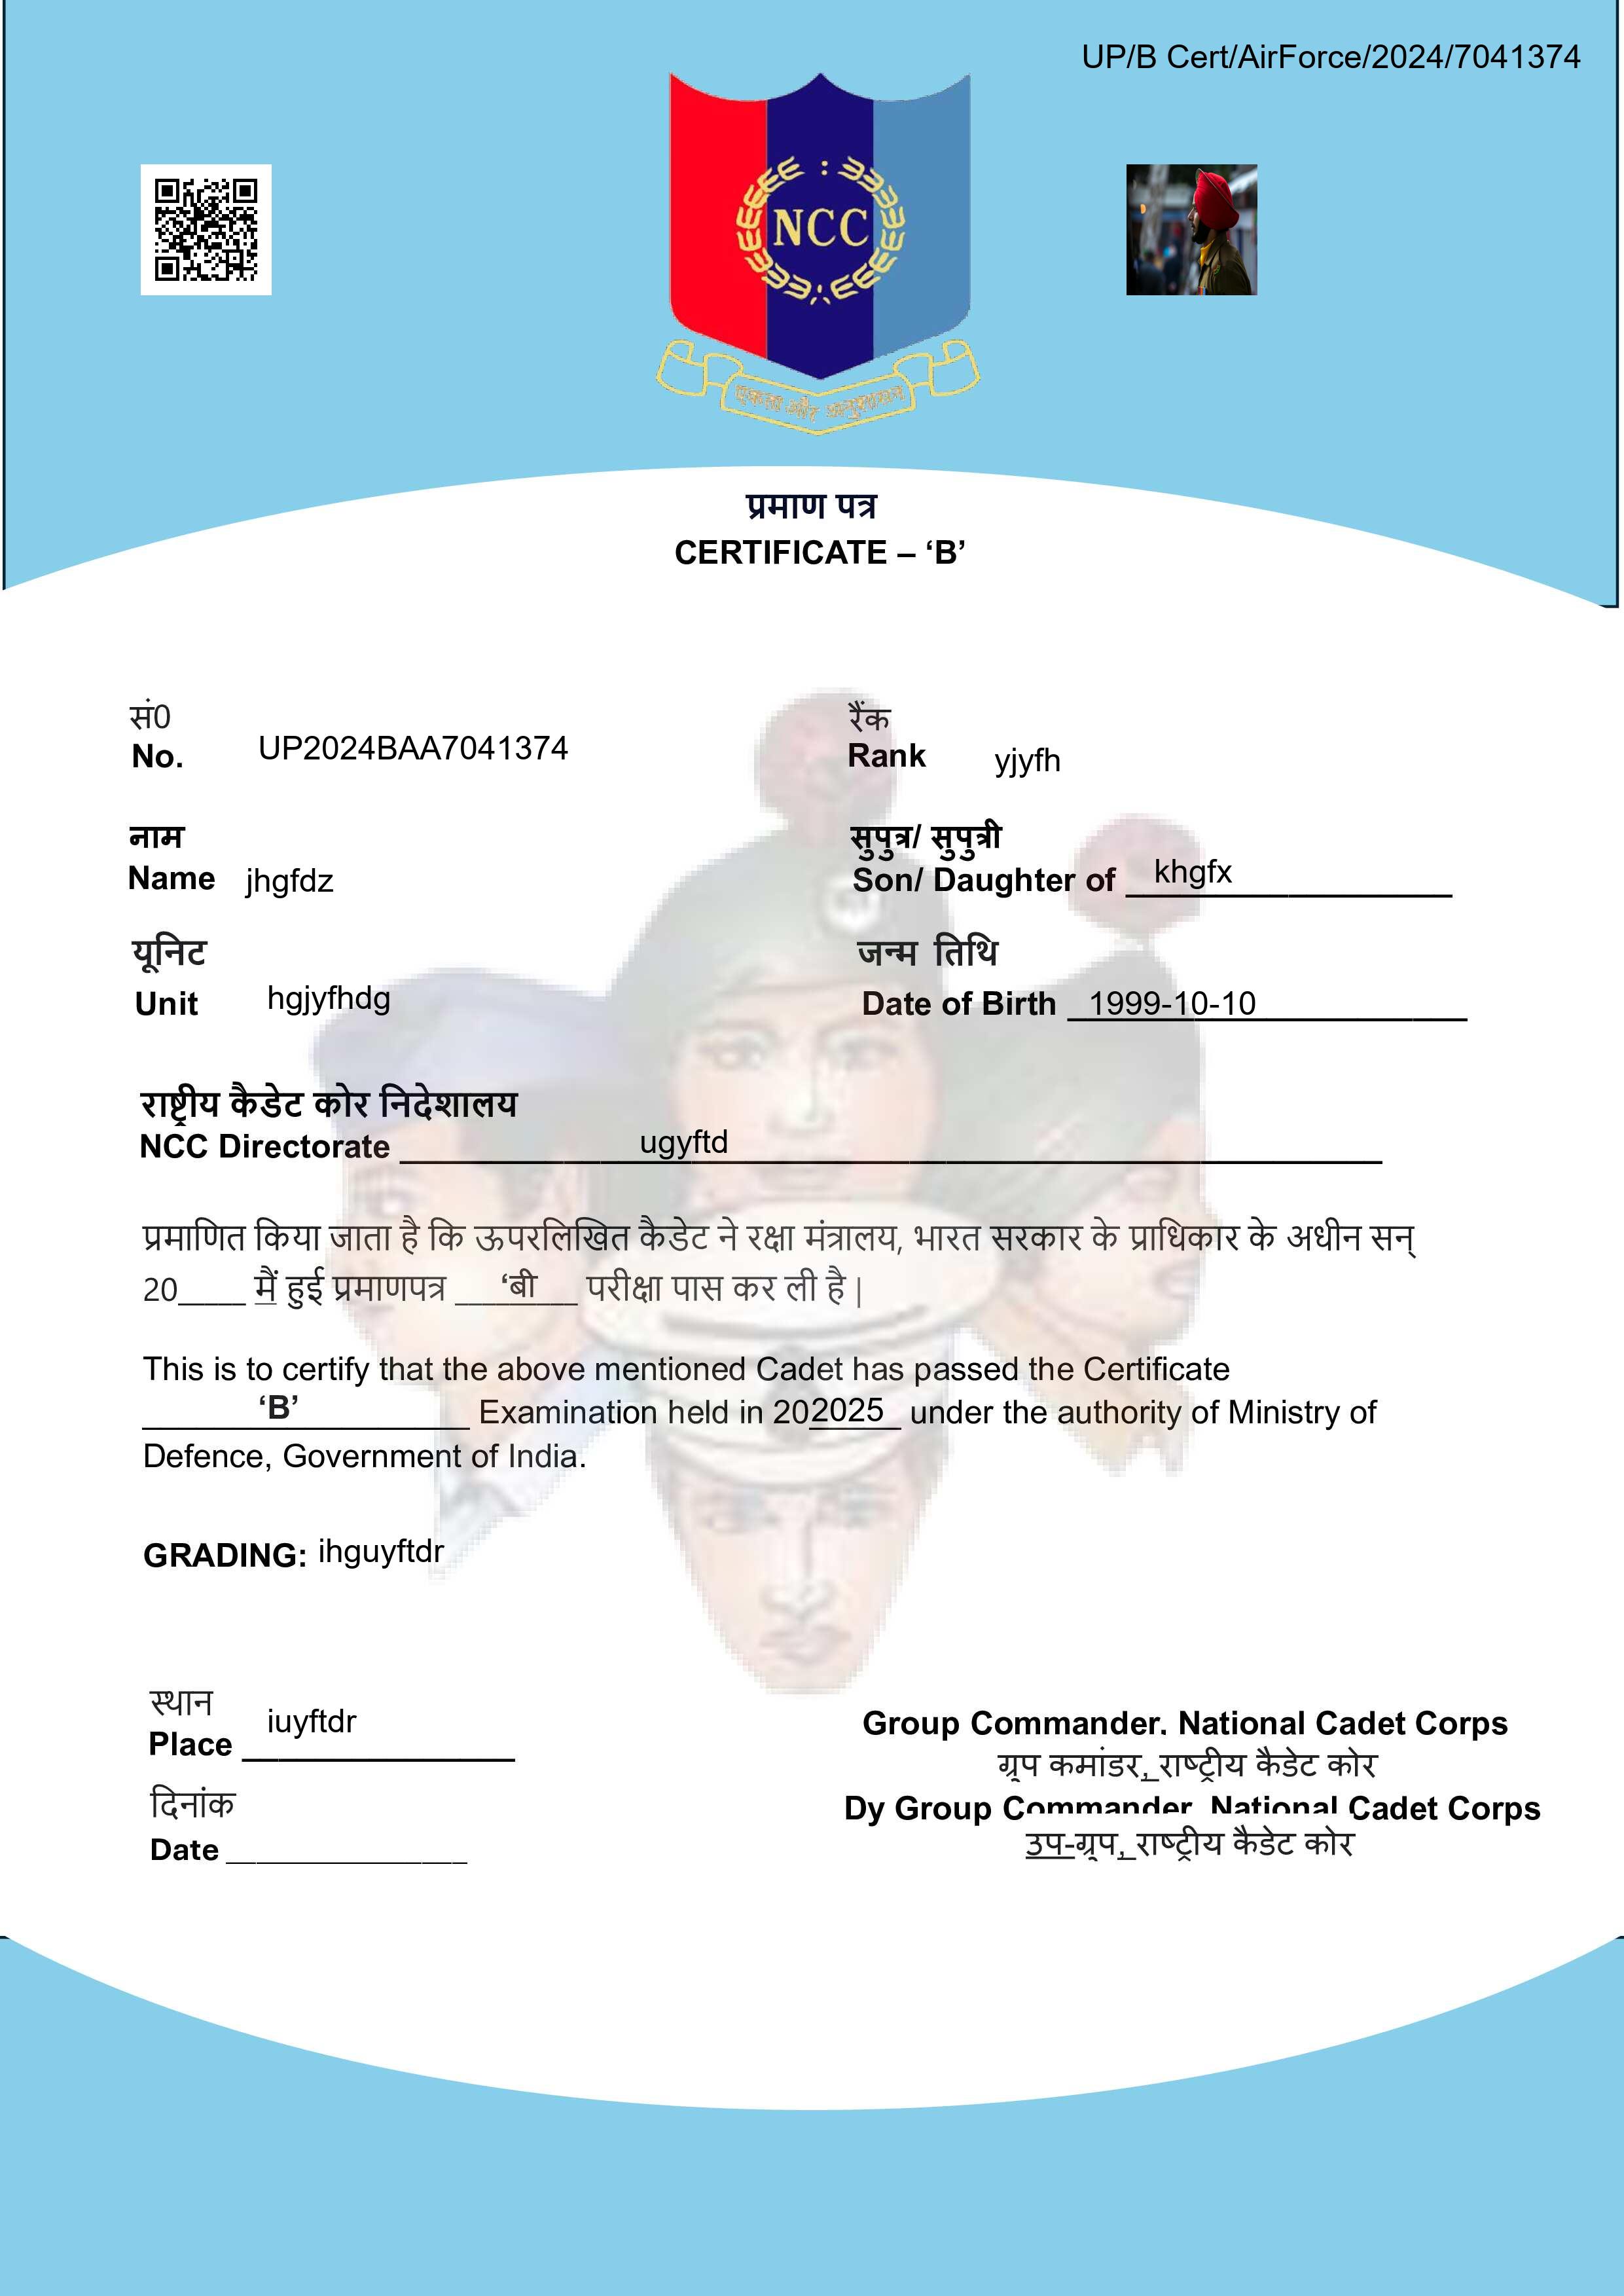 UP/B Cert/AirForce/2024/7041374
NCC
एकता और अनुशासन
प्रमाण पत्र
CERTIFICATE – ‘B’
सं0
No. UP2024BAA7041374
रैंक
Rank yjyfh
नाम
Name jhgfdz
सुपुत्र/ सुपुत्री
Son/ Daughter of khgfx
यूनिट
Unit hgjyfhdg
जन्म तिथि
Date of Birth 1999-10-10
राष्ट्रीय कैडेट कोर निदेशालय
NCC Directorate ugyftd
प्रमाणित किया जाता है कि ऊपरलिखित कैडेट ने रक्षा मंत्रालय, भारत सरकार के प्राधिकार के अधीन सन्
20____ में हुई प्रमाणपत्र ‘बी परीक्षा पास कर ली है |
This is to certify that the above mentioned Cadet has passed the Certificate
‘B’ Examination held in 202025 under the authority of Ministry of
Defence, Government of India.
GRADING: ihguyftdr
स्थान
Place iuyftdr
दिनांक
Date ______________
Group Commander, National Cadet Corps
ग्रुप कमांडर, राष्ट्रीय कैडेट कोर
Dy Group Commander, National Cadet Corps
उप-ग्रुप, राष्ट्रीय कैडेट कोर